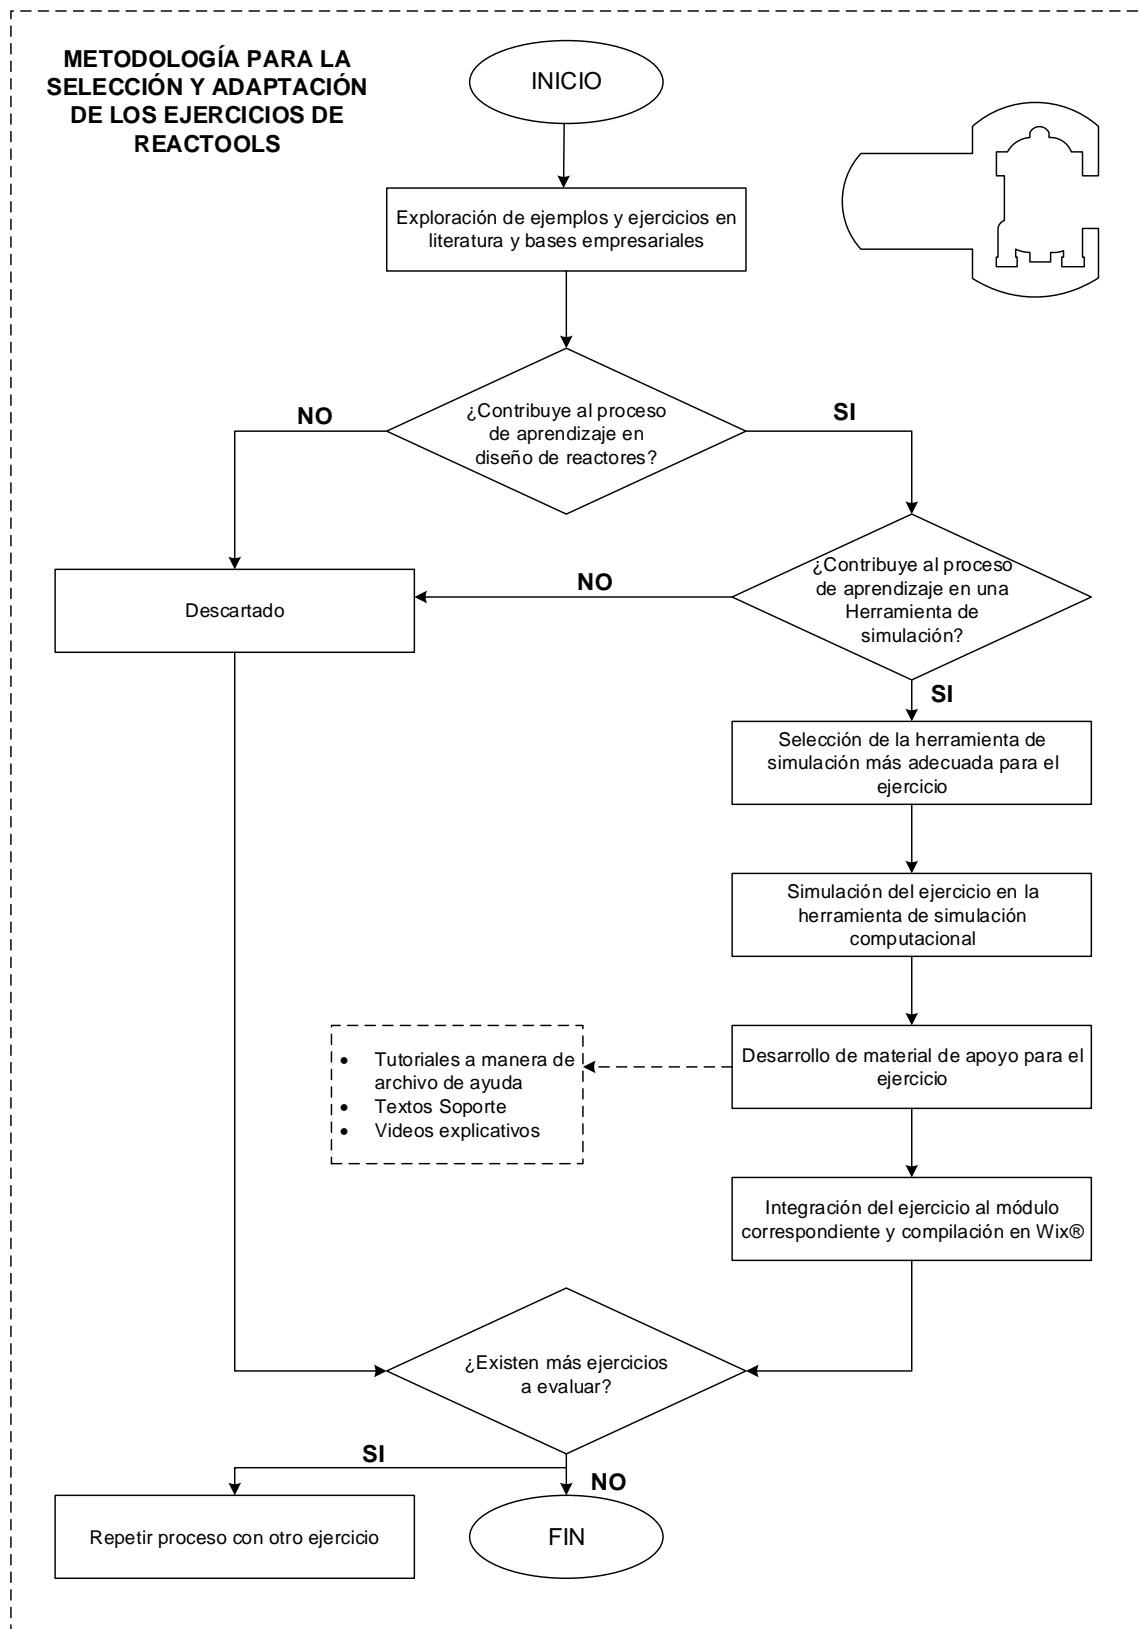 METODOLOGÍA PARA LA
SELECCIÓN Y ADAPTACIÓN
DE LOS EJERCICIOS DE
REACTOOLS
INICIO
Exploración de ejemplos y ejercicios en
literatura y bases empresariales
NO
¿Contribuye al proceso
de aprendizaje en
diseño de reactores?
SI
Descartado
NO
¿Contribuye al proceso
de aprendizaje en una
Herramienta de
simulación?
SI
Selección de la herramienta de
simulación más adecuada para el
ejercicio
Simulación del ejercicio en la
herramienta de simulación
computacional
Desarrollo de material de apoyo para el
ejercicio
• Tutoriales a manera de
archivo de ayuda
• Textos Soporte
• Videos explicativos
Integración del ejercicio al módulo
correspondiente y compilación en Wix®
¿Existen más ejercicios
a evaluar?
SI
NO
Repetir proceso con otro ejercicio
FIN